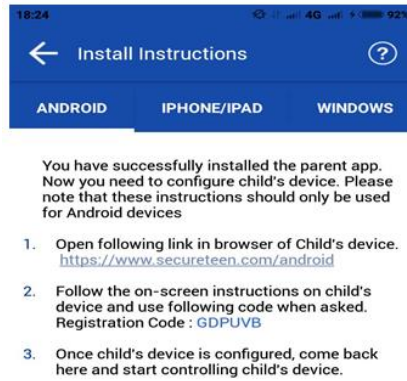 18:24 4G 92%
Install Instructions ?
ANDROID IPHONE/IPAD WINDOWS
You have successfully installed the parent app.
Now you need to configure child's device. Please
note that these instructions should only be used
for Android devices
1. Open following link in browser of Child's device.
https://www.secureteen.com/android
2. Follow the on-screen instructions on child's
device and use following code when asked.
Registration Code : GDPUVB
3. Once child's device is configured, come back
here and start controlling child's device.